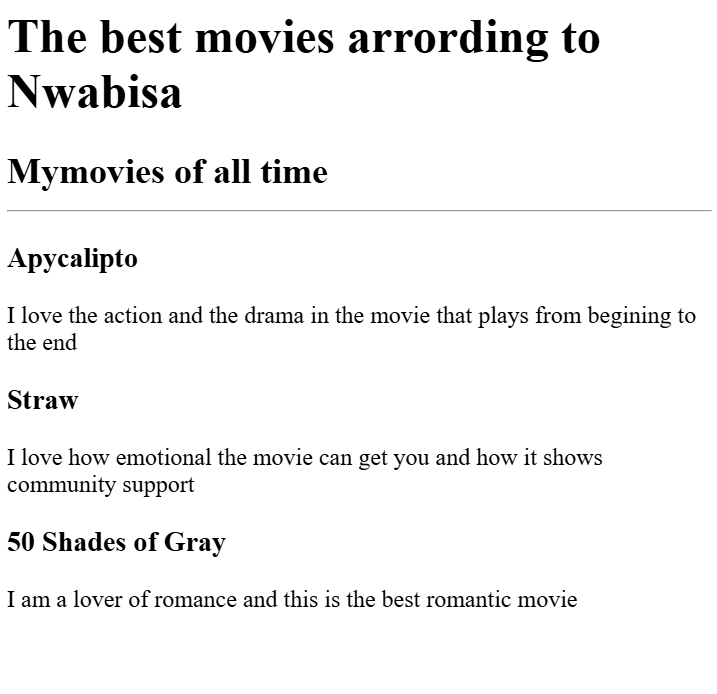 The best movies arrording to
Nwabisa
Mymovies of all time
Apycalipto
I love the action and the drama in the movie that plays from begining to
the end
Straw
I love how emotional the movie can get you and how it shows
community support
50 Shades of Gray
I am a lover of romance and this is the best romantic movie